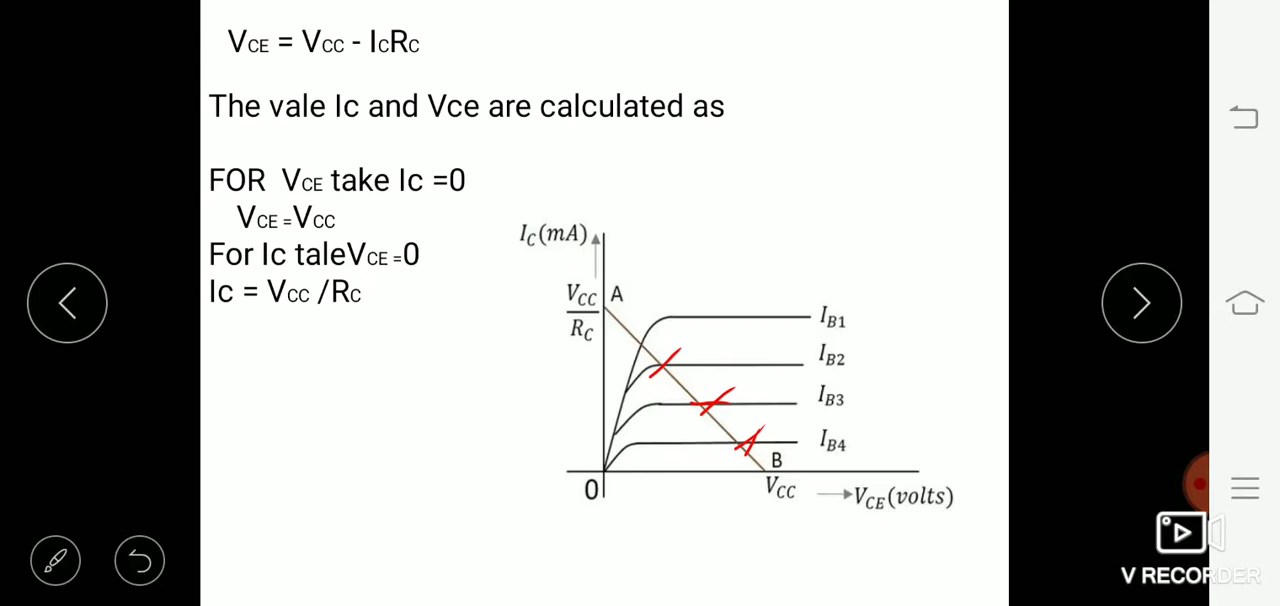 VCE = VCC - ICRC
The vale Ic and Vce are calculated as
FOR VCE take Ic =0
VCE =VCC
For Ic taleVCE =0
Ic = VCC /RC
IC(mA)
VCC A
RC
IB1
IB2
IB3
IB4
B
0
VCC
VCE(volts)
V RECORDER